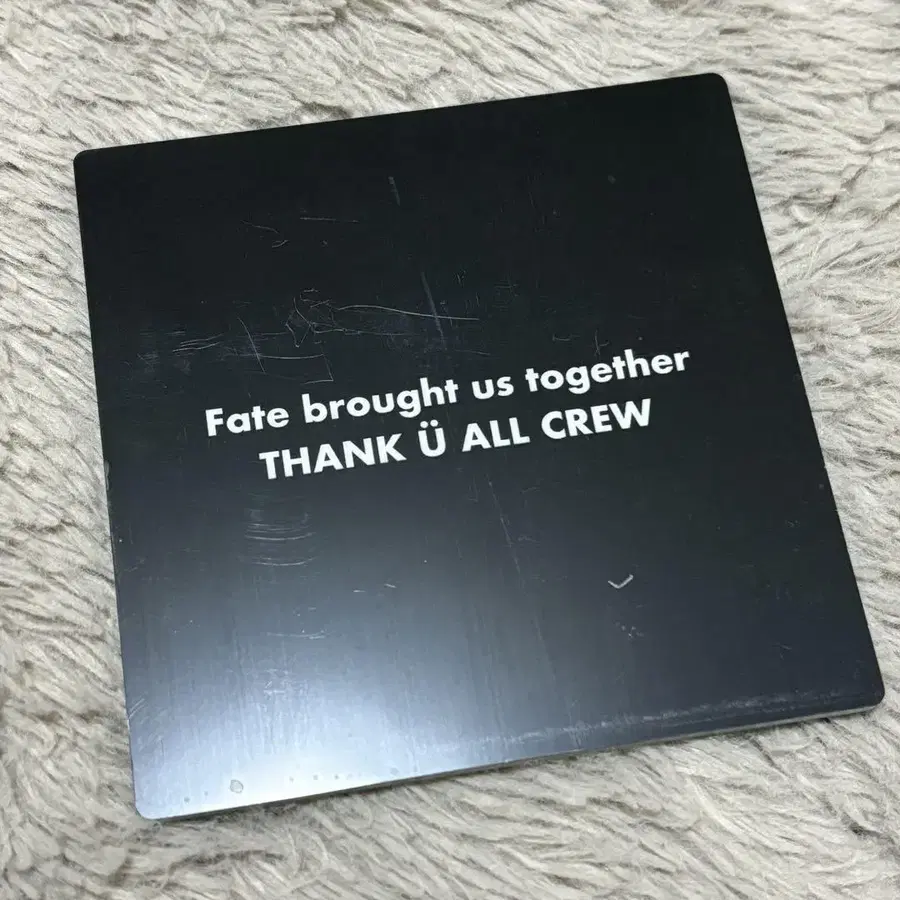 Fate brought us together
THANK Ü ALL CREW